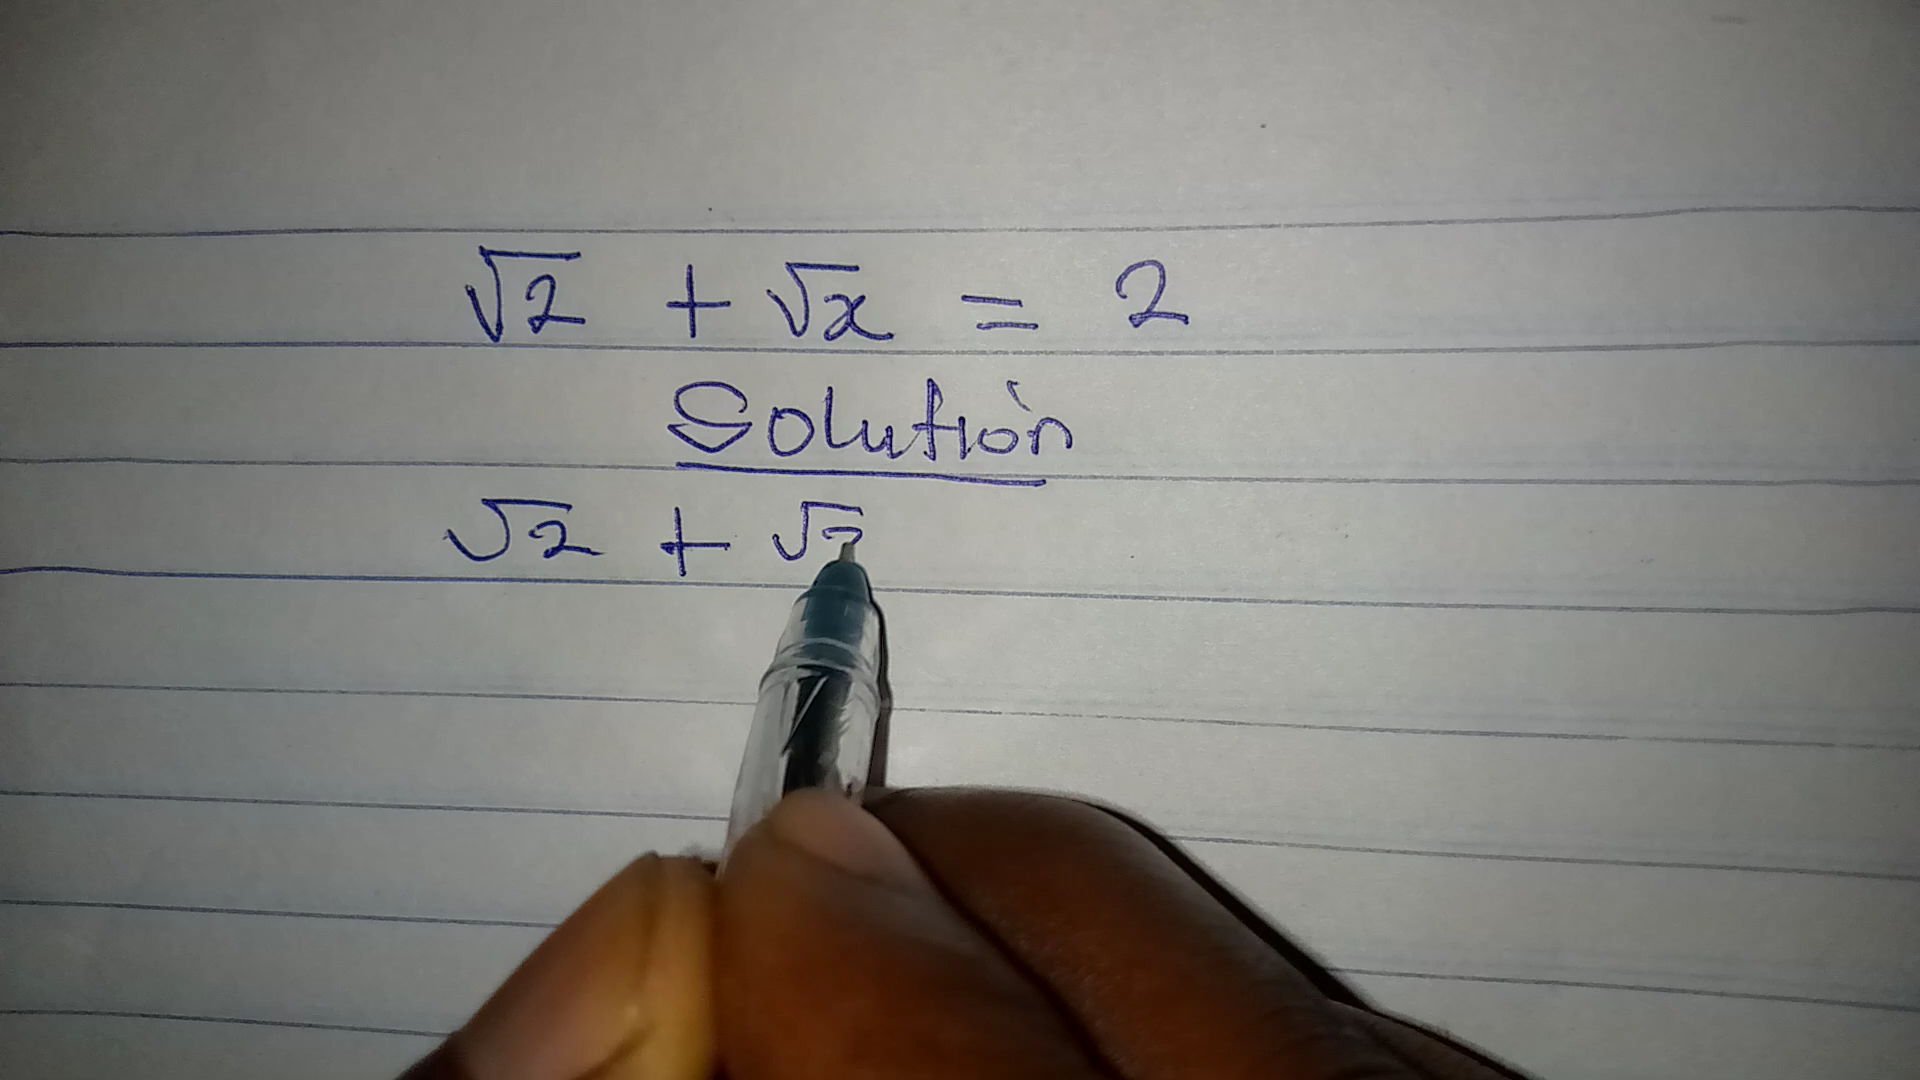 √2 + √x = 2
Solution
√2 + √